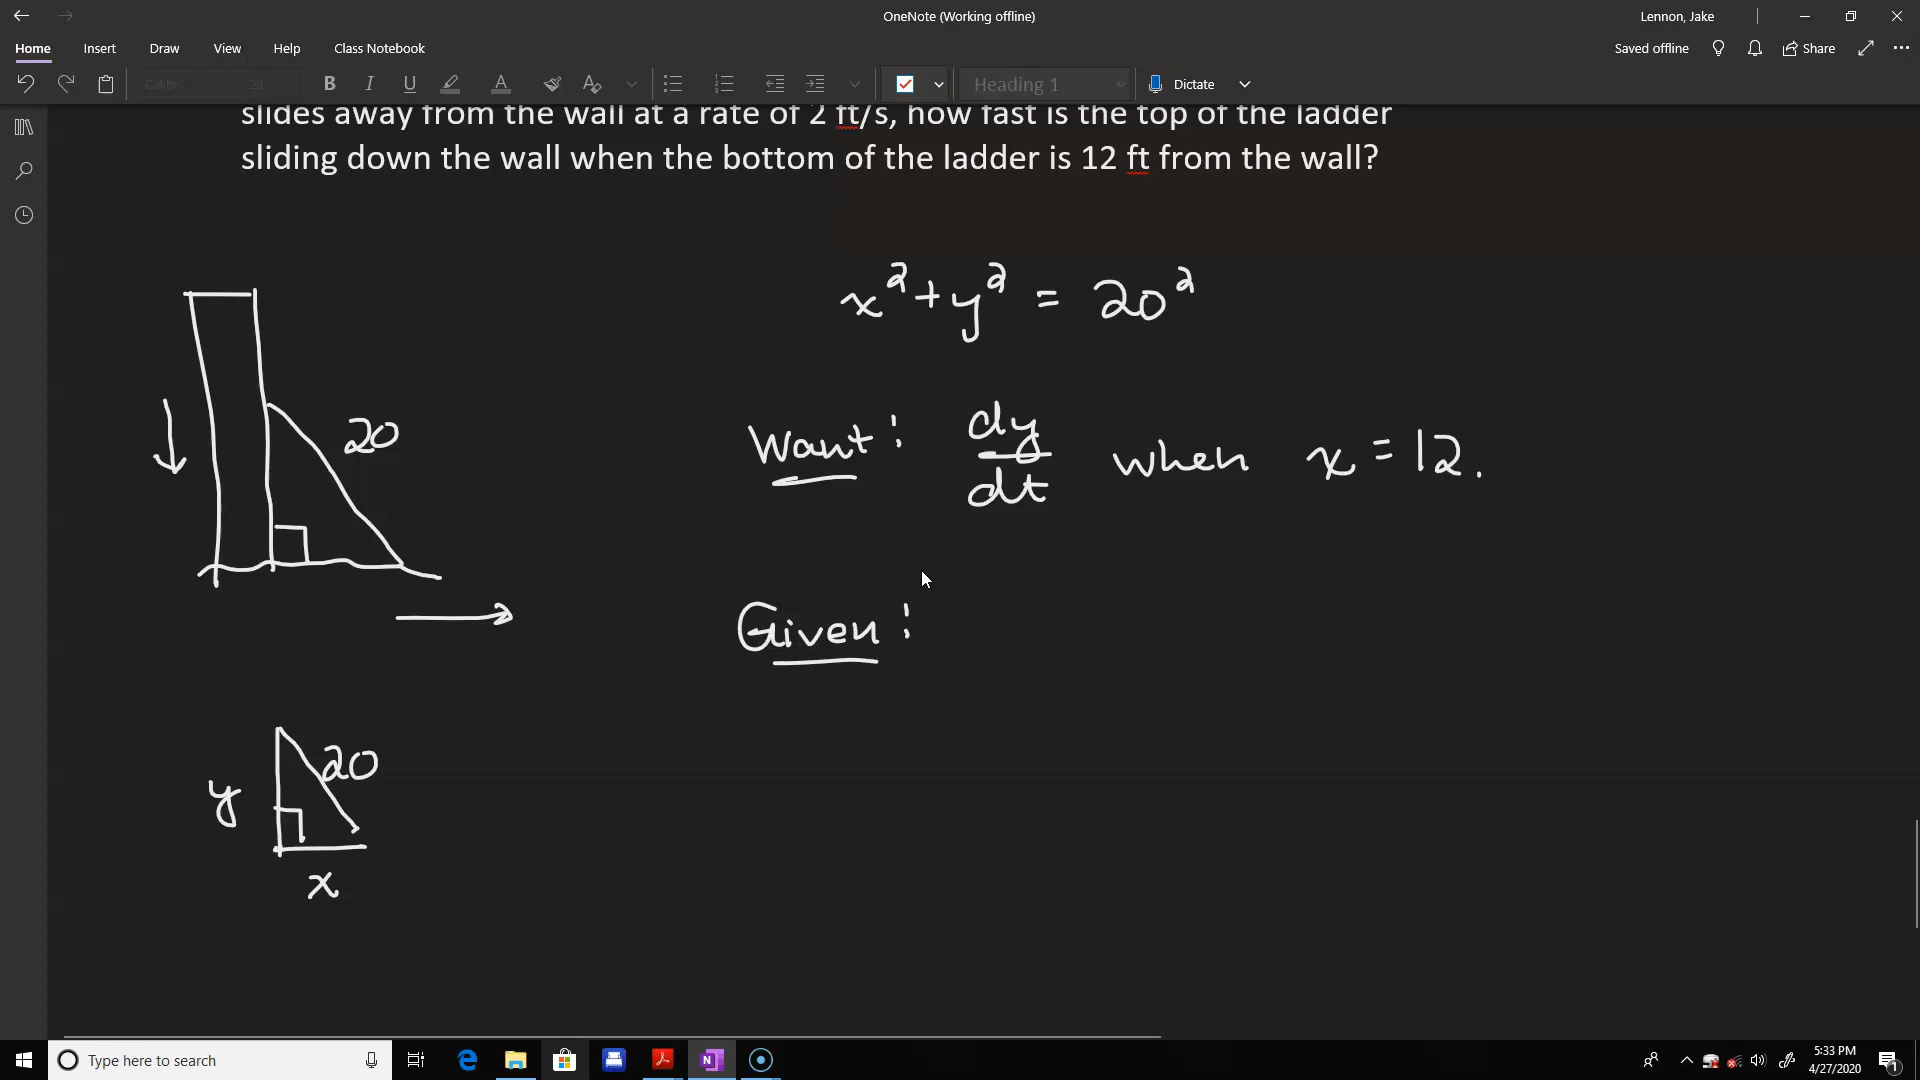 OneNote (Working offline)
Lennon, Jake
Home Insert Draw View Help Class Notebook
Saved offline Share
Calibri 28 B I U A A Heading 1 Dictate
slides away from the wall at a rate of 2 ft/s, how fast is the top of the ladder
sliding down the wall when the bottom of the ladder is 12 ft from the wall?
x² + y² = 20²
20
Want: dy/dt when x = 12.
Given:
20
y
x
Type here to search
N
5:33 PM
4/27/2020
1